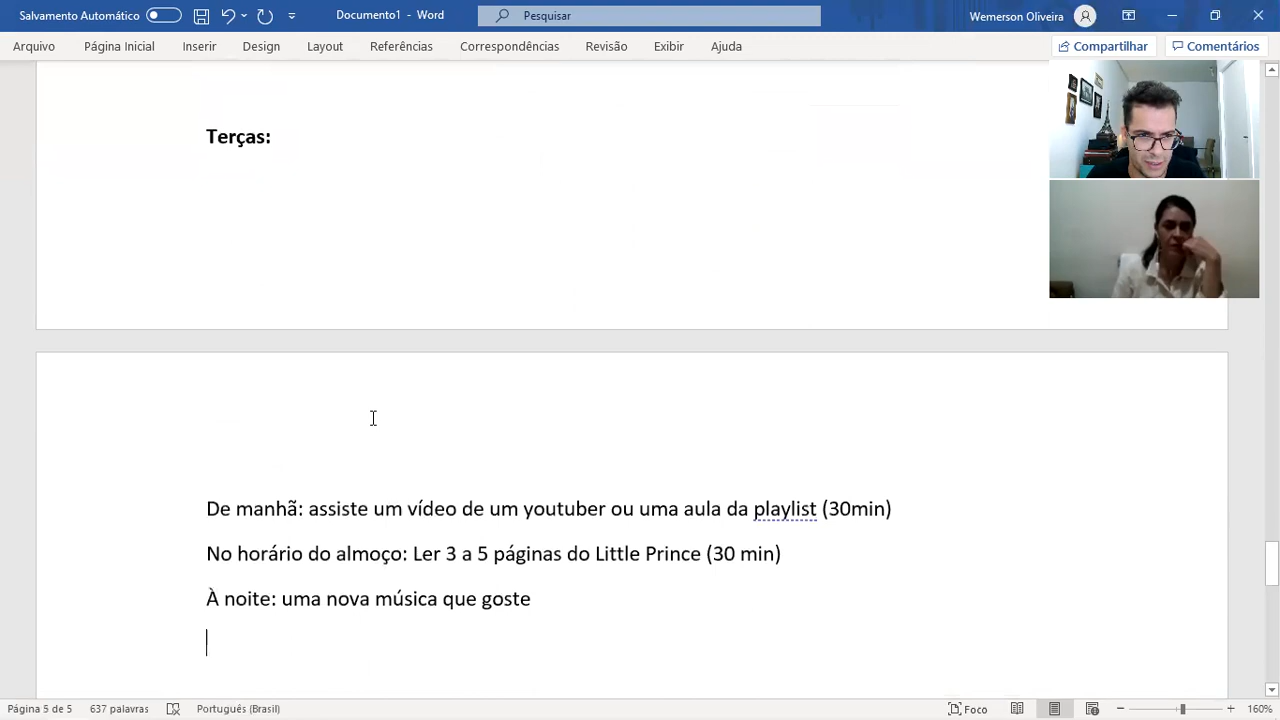 Salvamento Automático
Documento1 - Word
Pesquisar
Wemerson Oliveira
Arquivo
Página Inicial
Inserir
Design
Layout
Referências
Correspondências
Revisão
Exibir
Ajuda
Compartilhar
Comentários
Terças:
De manhã: assiste um vídeo de um youtuber ou uma aula da playlist (30min)
No horário do almoço: Ler 3 a 5 páginas do Little Prince (30 min)
À noite: uma nova música que goste
Página 5 de 5
637 palavras
Português (Brasil)
Foco
160%